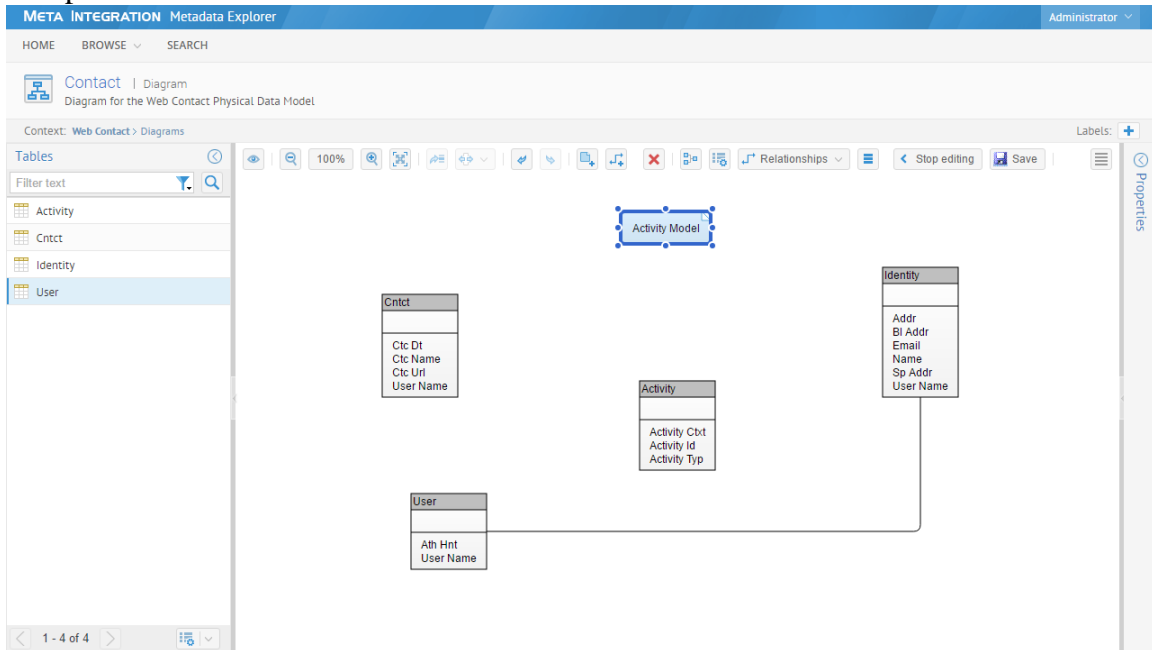 META INTEGRATION Metadata Explorer
Administrator
HOME BROWSE SEARCH
Contact | Diagram
Diagram for the Web Contact Physical Data Model
Context: Web Contact > Diagrams
Labels:
Tables
100%
Relationships
Stop editing
Save
Filter text
Properties
Activity
Cntct
Identity
User
Activity Model
Identity
Addr
Bl Addr
Email
Name
Sp Addr
User Name
Cntct
Ctc Dt
Ctc Name
Ctc Url
User Name
Activity
Activity Ctxt
Activity Id
Activity Typ
User
Ath Hnt
User Name
1 - 4 of 4